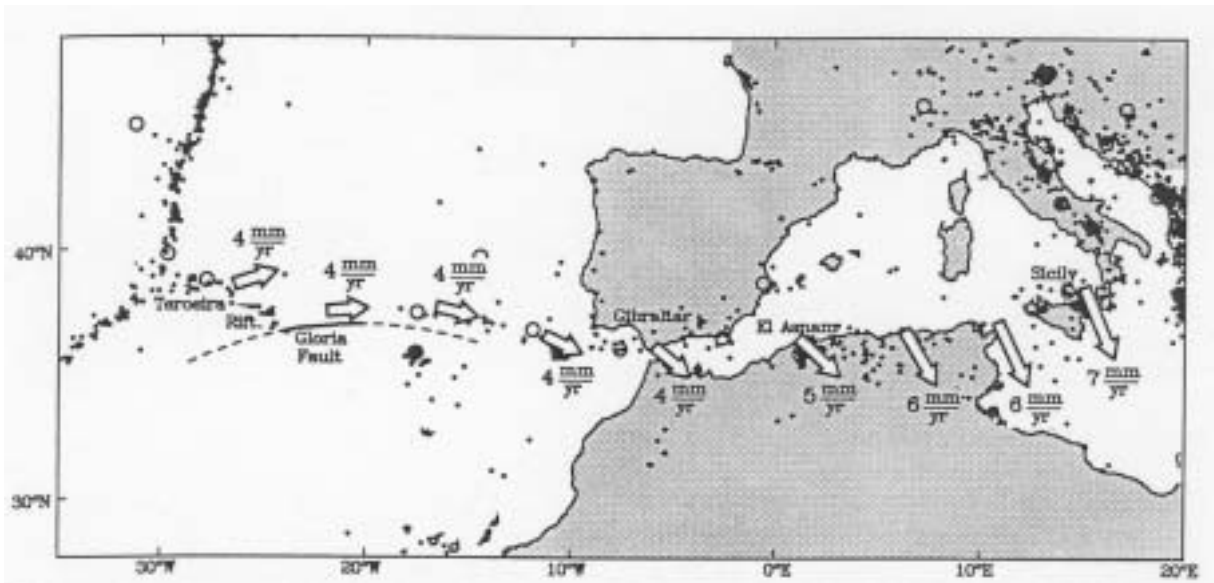 40°N
30°N
30°W
20°W
10°W
0°E
10°E
20°E
4 mm/yr
4 mm/yr
4 mm/yr
Terceira
Rift.
Gloria
Fault
4 mm/yr
Gibraltar
4 mm/yr
El Asnam
5 mm/yr
6 mm/yr
6 mm/yr
Sicily
7 mm/yr